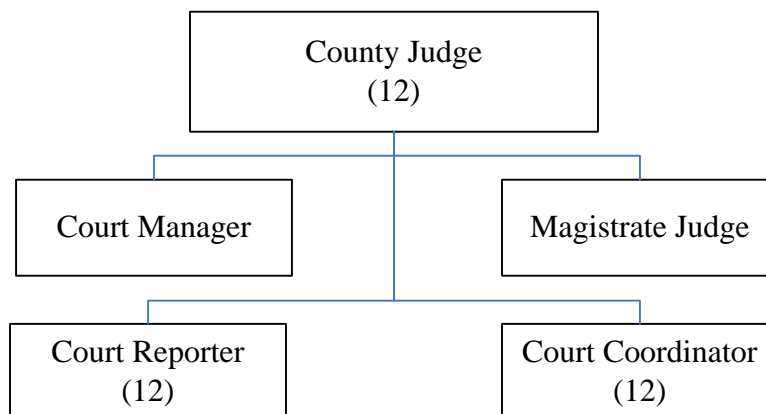 County Judge
(12)
Court Manager
Magistrate Judge
Court Reporter
(12)
Court Coordinator
(12)